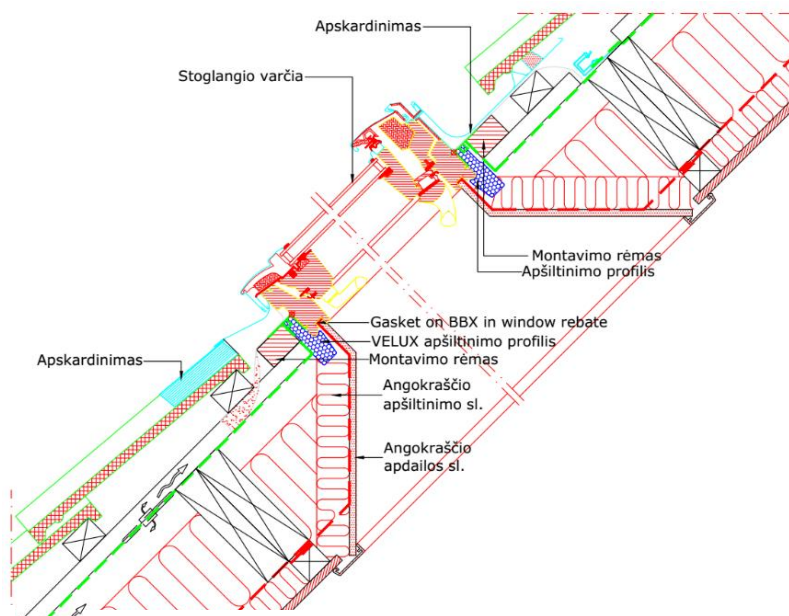 Apskardinimas
Stoglangio varčia
Montavimo rėmas
Apšiltinimo profilis
Gasket on BBX in window rebate
VELUX apšiltinimo profilis
Montavimo rėmas
Apskardinimas
Angokraščio
apšiltinimo sl.
Angokraščio
apdailos sl.